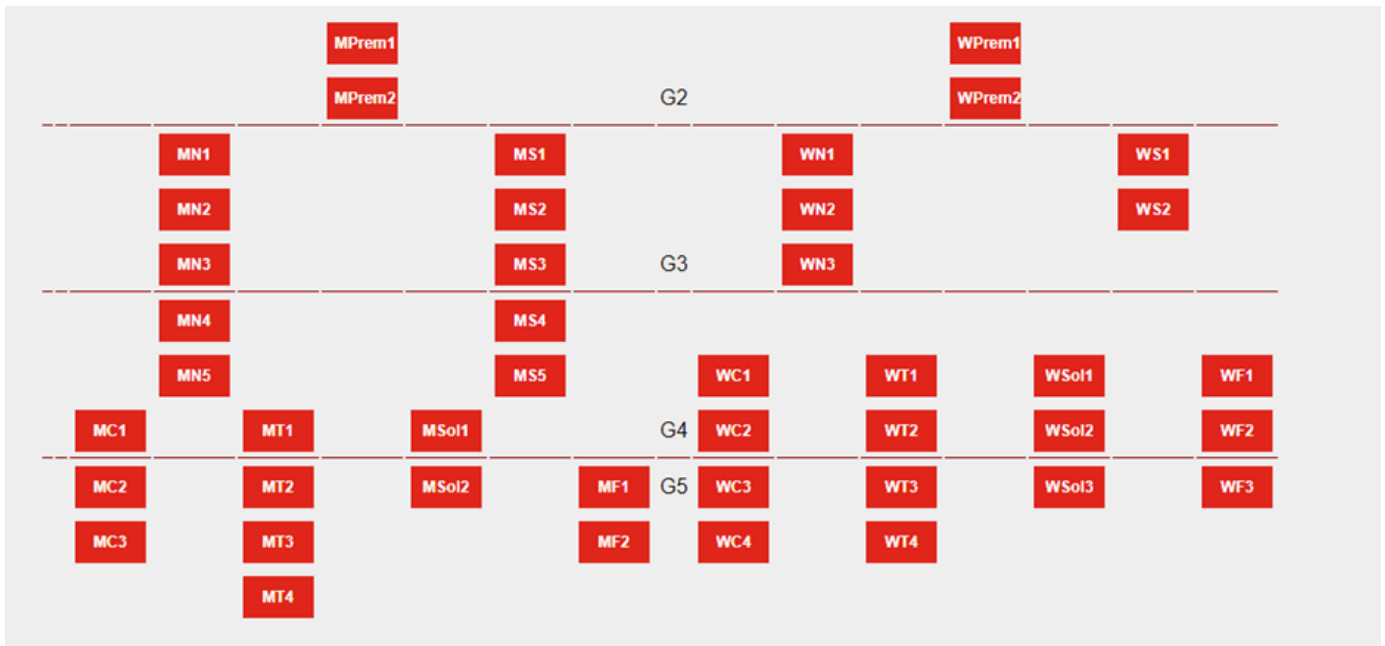 MPrem1 WPrem1
MPrem2 G2 WPrem2
MN1 MS1 WN1 WS1
MN2 MS2 WN2 WS2
MN3 MS3 G3 WN3
MN4 MS4
MN5 MS5 WC1 WT1 WSol1 WF1
MC1 MT1 MSol1 G4 WC2 WT2 WSol2 WF2
MC2 MT2 MSol2 MF1 G5 WC3 WT3 WSol3 WF3
MC3 MT3 MF2 WC4 WT4
MT4